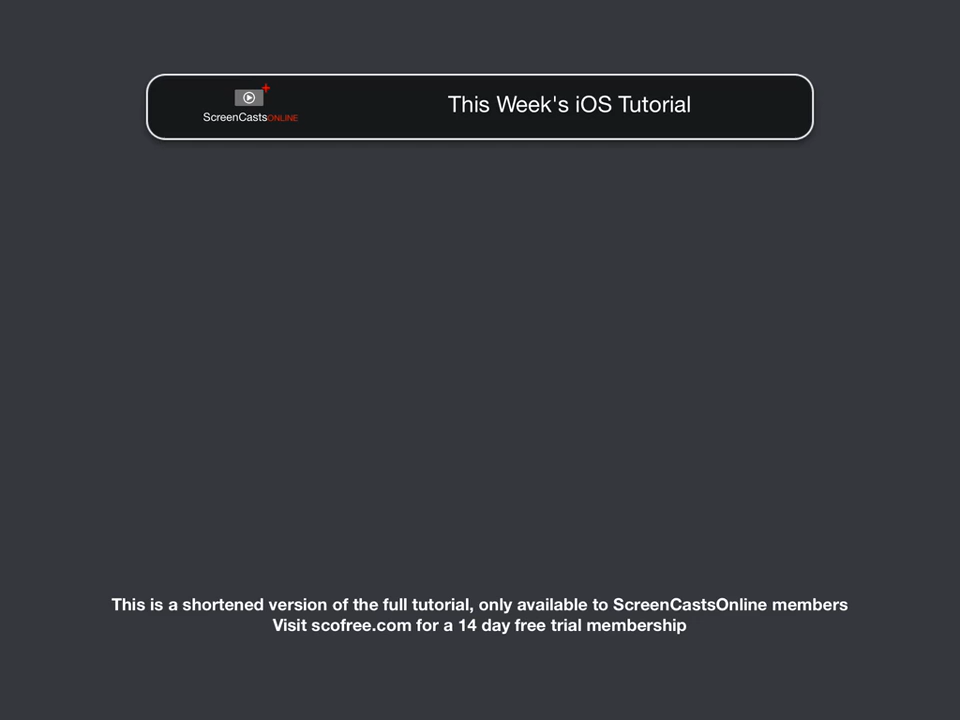 This Week's iOS Tutorial
ScreenCastsONLINE
This is a shortened version of the full tutorial, only available to ScreenCastsOnline members
Visit scofree.com for a 14 day free trial membership